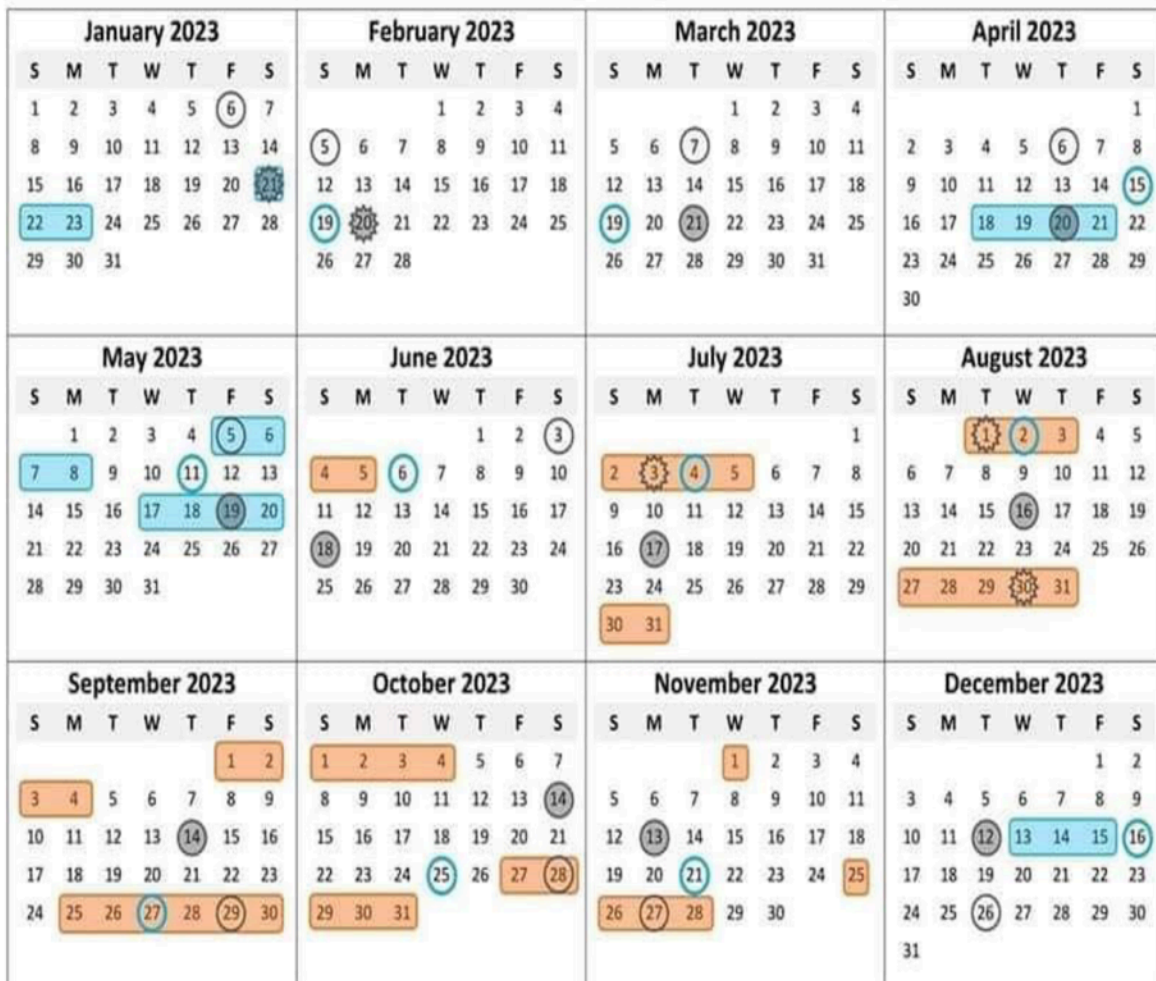 January 2023
S M T W T F S
1 2 3 4 5 6 7
8 9 10 11 12 13 14
15 16 17 18 19 20 21
22 23 24 25 26 27 28
29 30 31
February 2023
S M T W T F S
1 2 3 4
5 6 7 8 9 10 11
12 13 14 15 16 17 18
19 20 21 22 23 24 25
26 27 28
March 2023
S M T W T F S
1 2 3 4
5 6 7 8 9 10 11
12 13 14 15 16 17 18
19 20 21 22 23 24 25
26 27 28 29 30 31
April 2023
S M T W T F S
1
2 3 4 5 6 7 8
9 10 11 12 13 14 15
16 17 18 19 20 21 22
23 24 25 26 27 28 29
30
May 2023
S M T W T F S
1 2 3 4 5 6
7 8 9 10 11 12 13
14 15 16 17 18 19 20
21 22 23 24 25 26 27
28 29 30 31
June 2023
S M T W T F S
1 2 3
4 5 6 7 8 9 10
11 12 13 14 15 16 17
18 19 20 21 22 23 24
25 26 27 28 29 30
July 2023
S M T W T F S
1
2 3 4 5 6 7 8
9 10 11 12 13 14 15
16 17 18 19 20 21 22
23 24 25 26 27 28 29
30 31
August 2023
S M T W T F S
1 2 3 4 5
6 7 8 9 10 11 12
13 14 15 16 17 18 19
20 21 22 23 24 25 26
27 28 29 30 31
September 2023
S M T W T F S
1 2
3 4 5 6 7 8 9
10 11 12 13 14 15 16
17 18 19 20 21 22 23
24 25 26 27 28 29 30
October 2023
S M T W T F S
1 2 3 4 5 6 7
8 9 10 11 12 13 14
15 16 17 18 19 20 21
22 23 24 25 26 27 28
29 30 31
November 2023
S M T W T F S
1 2 3 4
5 6 7 8 9 10 11
12 13 14 15 16 17 18
19 20 21 22 23 24 25
26 27 28 29 30
December 2023
S M T W T F S
1 2
3 4 5 6 7 8 9
10 11 12 13 14 15 16
17 18 19 20 21 22 23
24 25 26 27 28 29 30
31